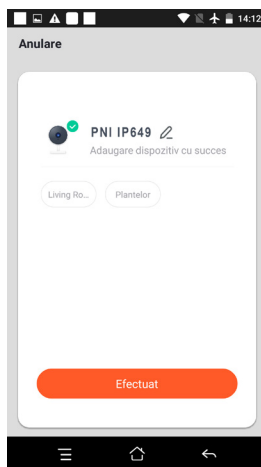 14:12
Anulare
PNI IP649
Adaugare dispozitiv cu succes
Living Ro...
Plantelor
Efectuat